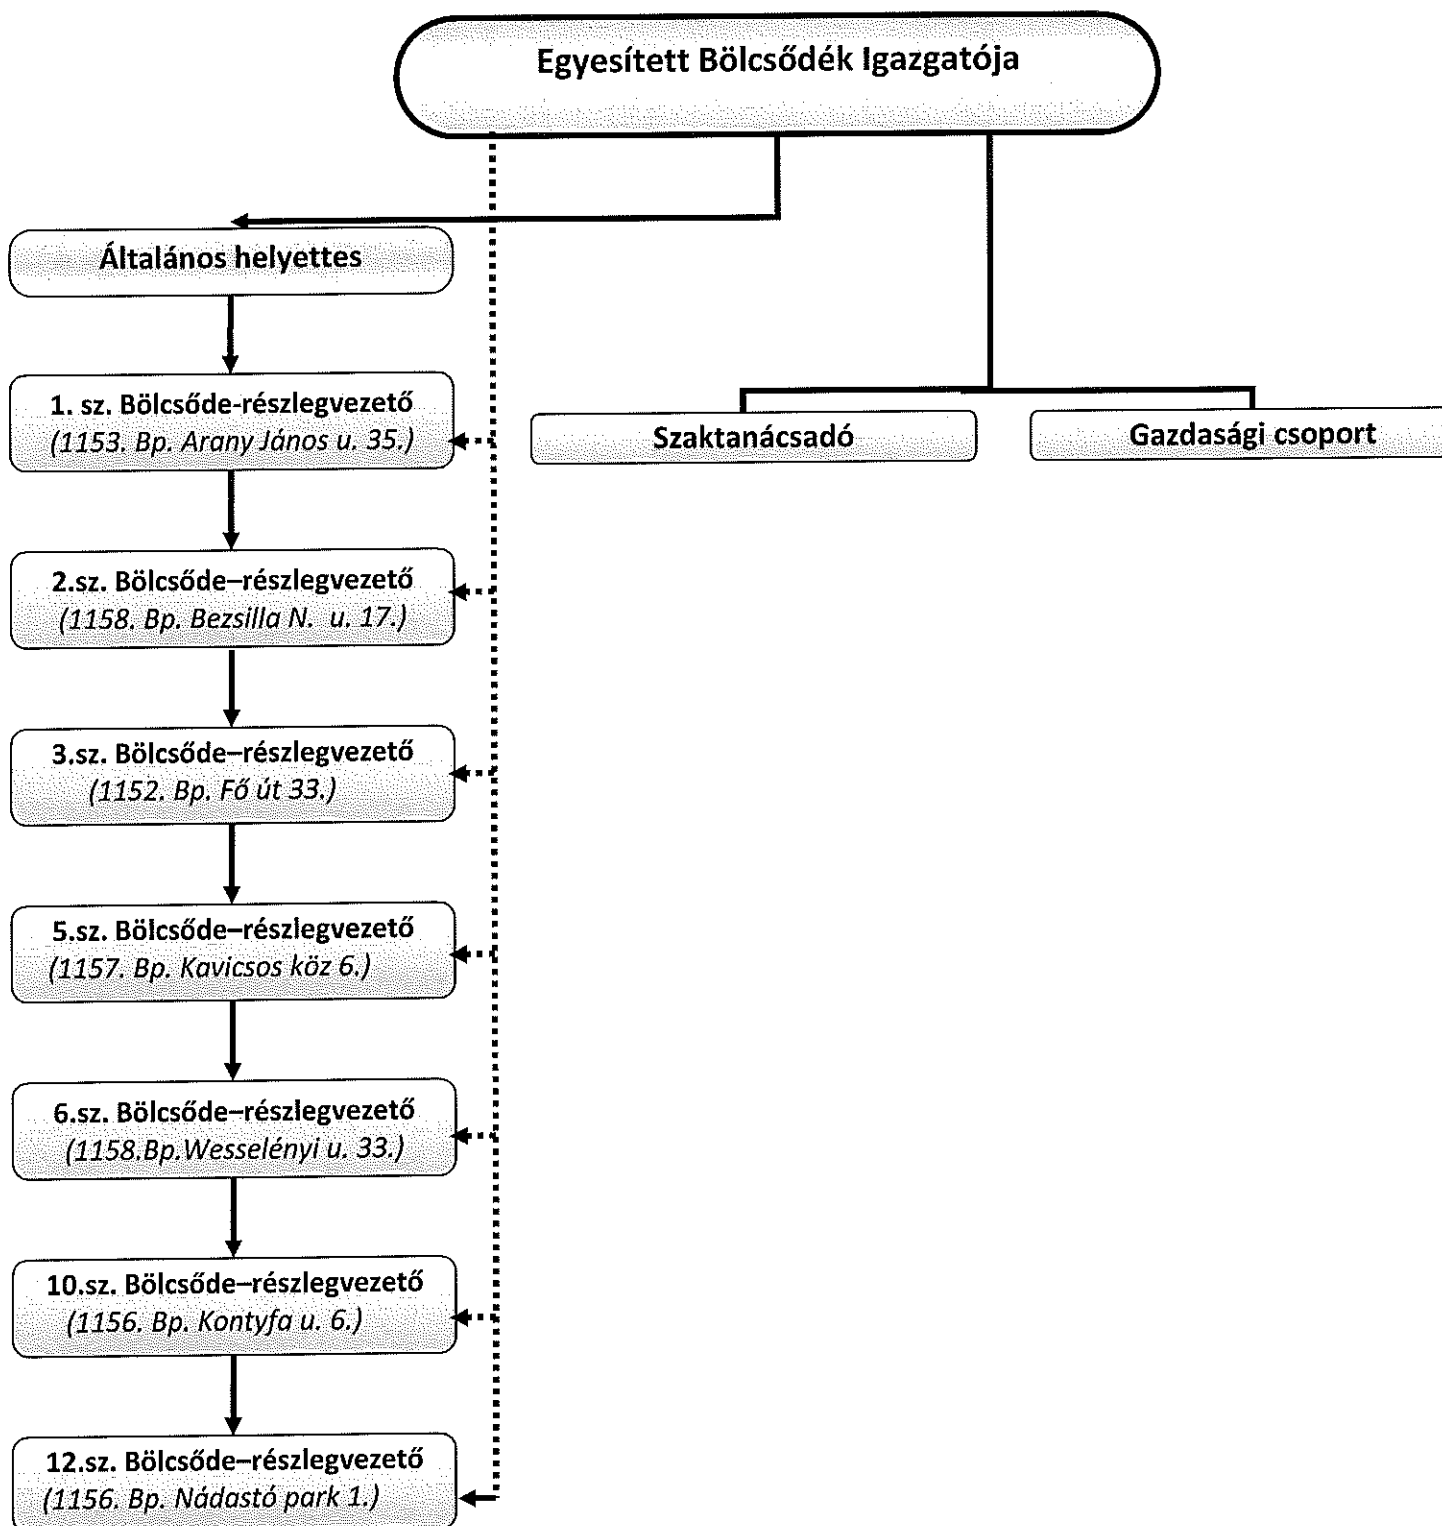 Egyesített Bölcsődék Igazgatója
Általános helyettes
1. sz. Bölcsőde-részlegvezető
(1153. Bp. Arany János u. 35.)
Szaktanácsadó
Gazdasági csoport
2.sz. Bölcsőde–részlegvezető
(1158. Bp. Bezsilla N. u. 17.)
3.sz. Bölcsőde–részlegvezető
(1152. Bp. Fő út 33.)
5.sz. Bölcsőde–részlegvezető
(1157. Bp. Kavicsos köz 6.)
6.sz. Bölcsőde–részlegvezető
(1158.Bp.Wesselényi u. 33.)
10.sz. Bölcsőde–részlegvezető
(1156. Bp. Kontyfa u. 6.)
12.sz. Bölcsőde–részlegvezető
(1156. Bp. Nádastó park 1.)